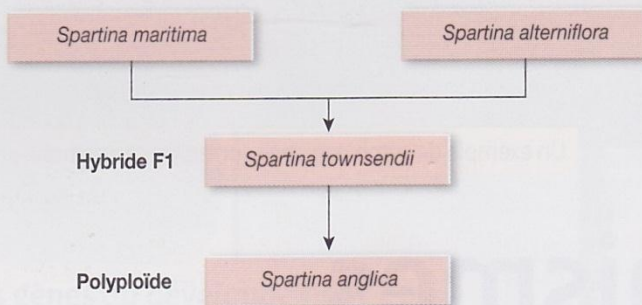 Spartina maritima
Spartina alterniflora
Hybride F1
Spartina townsendii
Polyploïde
Spartina anglica